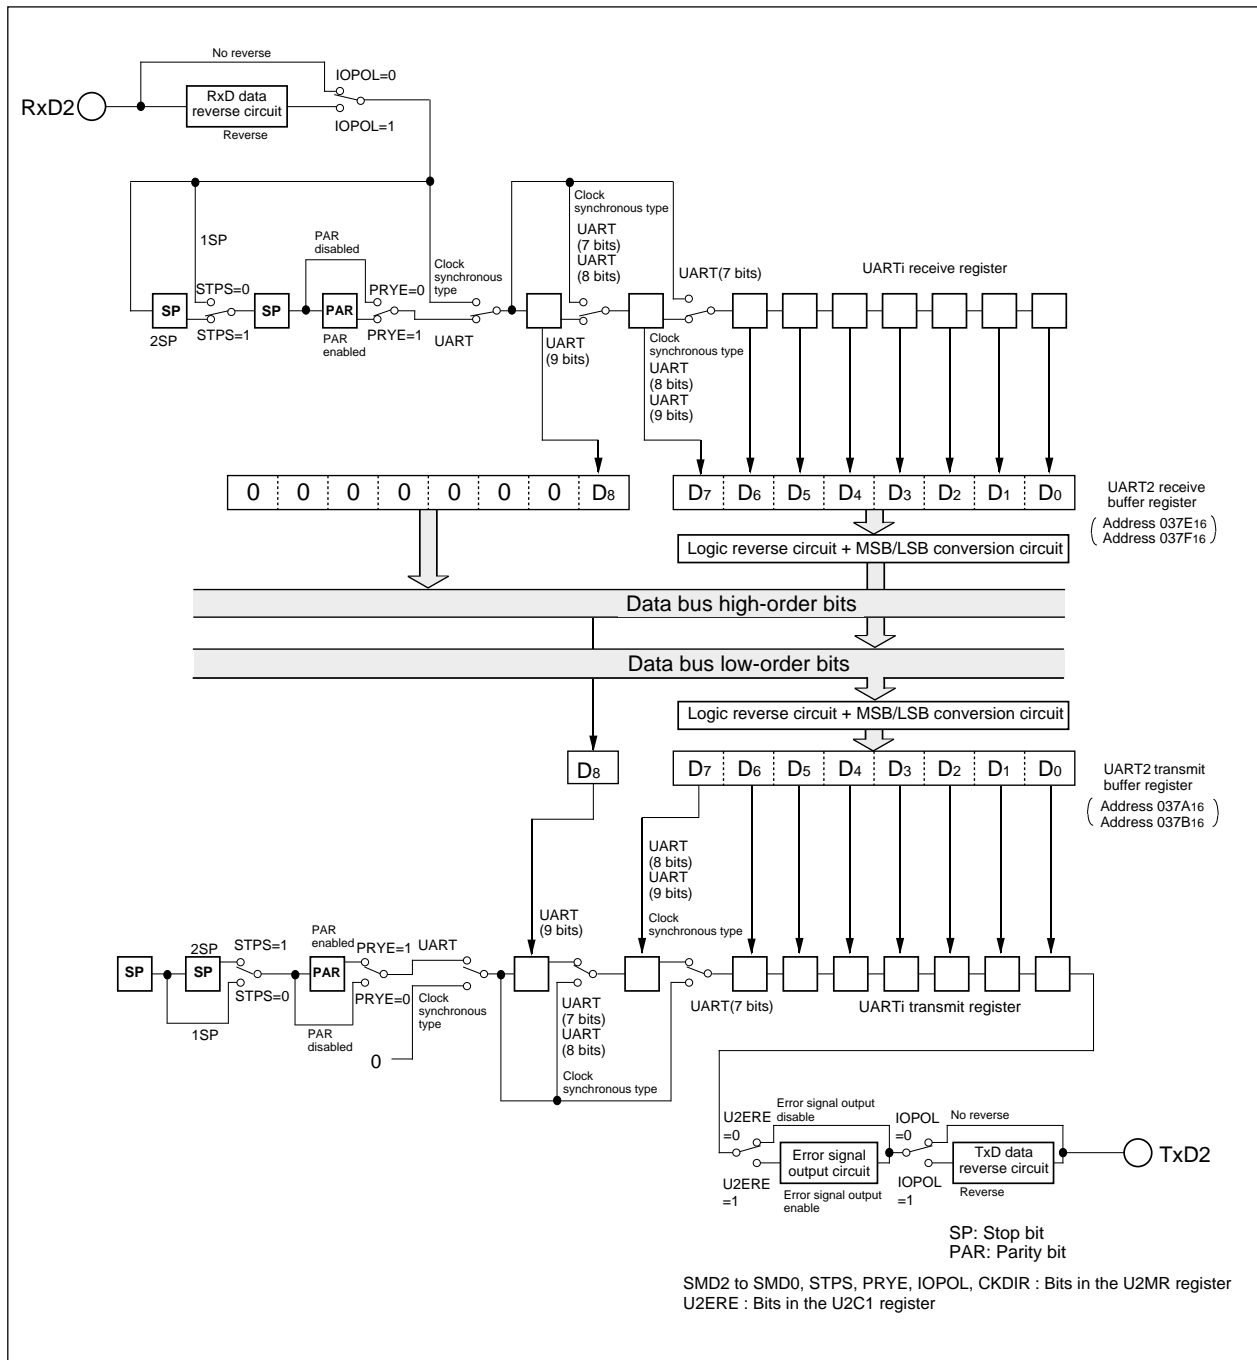 No reverse
IOPOL=0
RxD2
RxD data
reverse circuit
IOPOL=1
Reverse
Clock
synchronous type
1SP
PAR
disabled
UART
(7 bits)
UART
(8 bits)
Clock
synchronous
type
UART(7 bits)
UARTi receive register
STPS=0
PRYE=0
SP
SP
PAR
2SP
STPS=1
PAR
enabled
PRYE=1
UART
UART
(9 bits)
Clock
synchronous type
UART
(8 bits)
UART
(9 bits)
0 0 0 0 0 0 0 D8
D7 D6 D5 D4 D3 D2 D1 D0
UART2 receive
buffer register
( Address 037E16
Address 037F16 )
Logic reverse circuit + MSB/LSB conversion circuit
Data bus high-order bits
Data bus low-order bits
Logic reverse circuit + MSB/LSB conversion circuit
D8
D7 D6 D5 D4 D3 D2 D1 D0
UART2 transmit
buffer register
( Address 037A16
Address 037B16 )
UART
(8 bits)
UART
(9 bits)
Clock
synchronous type
UART
(9 bits)
2SP
STPS=1
PAR
enabled
PRYE=1
UART
SP
SP
PAR
STPS=0
PRYE=0
1SP
PAR
disabled
Clock
synchronous
type
0
UART
(7 bits)
UART
(8 bits)
Clock
synchronous type
UART(7 bits)
UARTi transmit register
U2ERE
=0
Error signal output
disable
IOPOL
=0
No reverse
Error signal
output circuit
TxD data
reverse circuit
TxD2
U2ERE
=1
Error signal output
enable
IOPOL
=1
Reverse
SP: Stop bit
PAR: Parity bit
SMD2 to SMD0, STPS, PRYE, IOPOL, CKDIR : Bits in the U2MR register
U2ERE : Bits in the U2C1 register